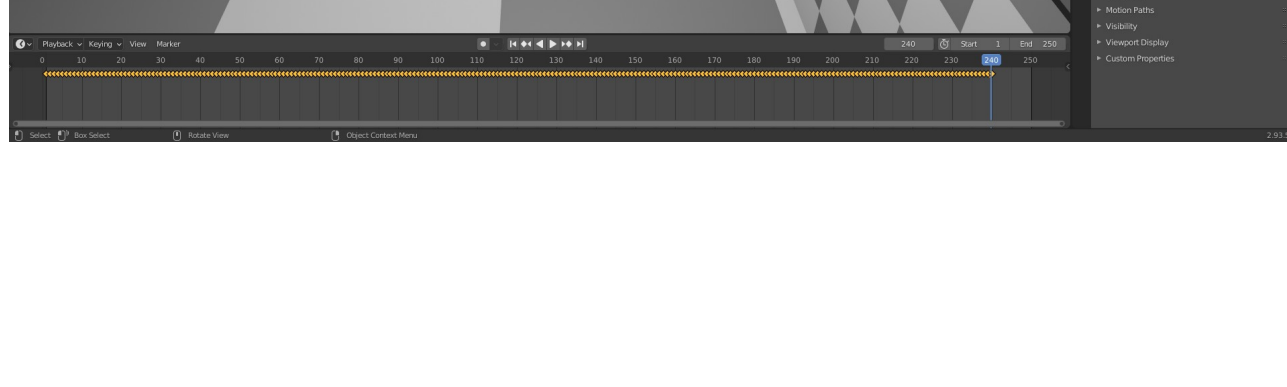 Motion Paths
Visibility
Playback Keying View Marker 240 Start 1 End 250
Viewport Display
0 10 20 30 40 50 60 70 80 90 100 110 120 130 140 150 160 170 180 190 200 210 220 230 240 250
Custom Properties
Select Box Select Rotate View Object Context Menu